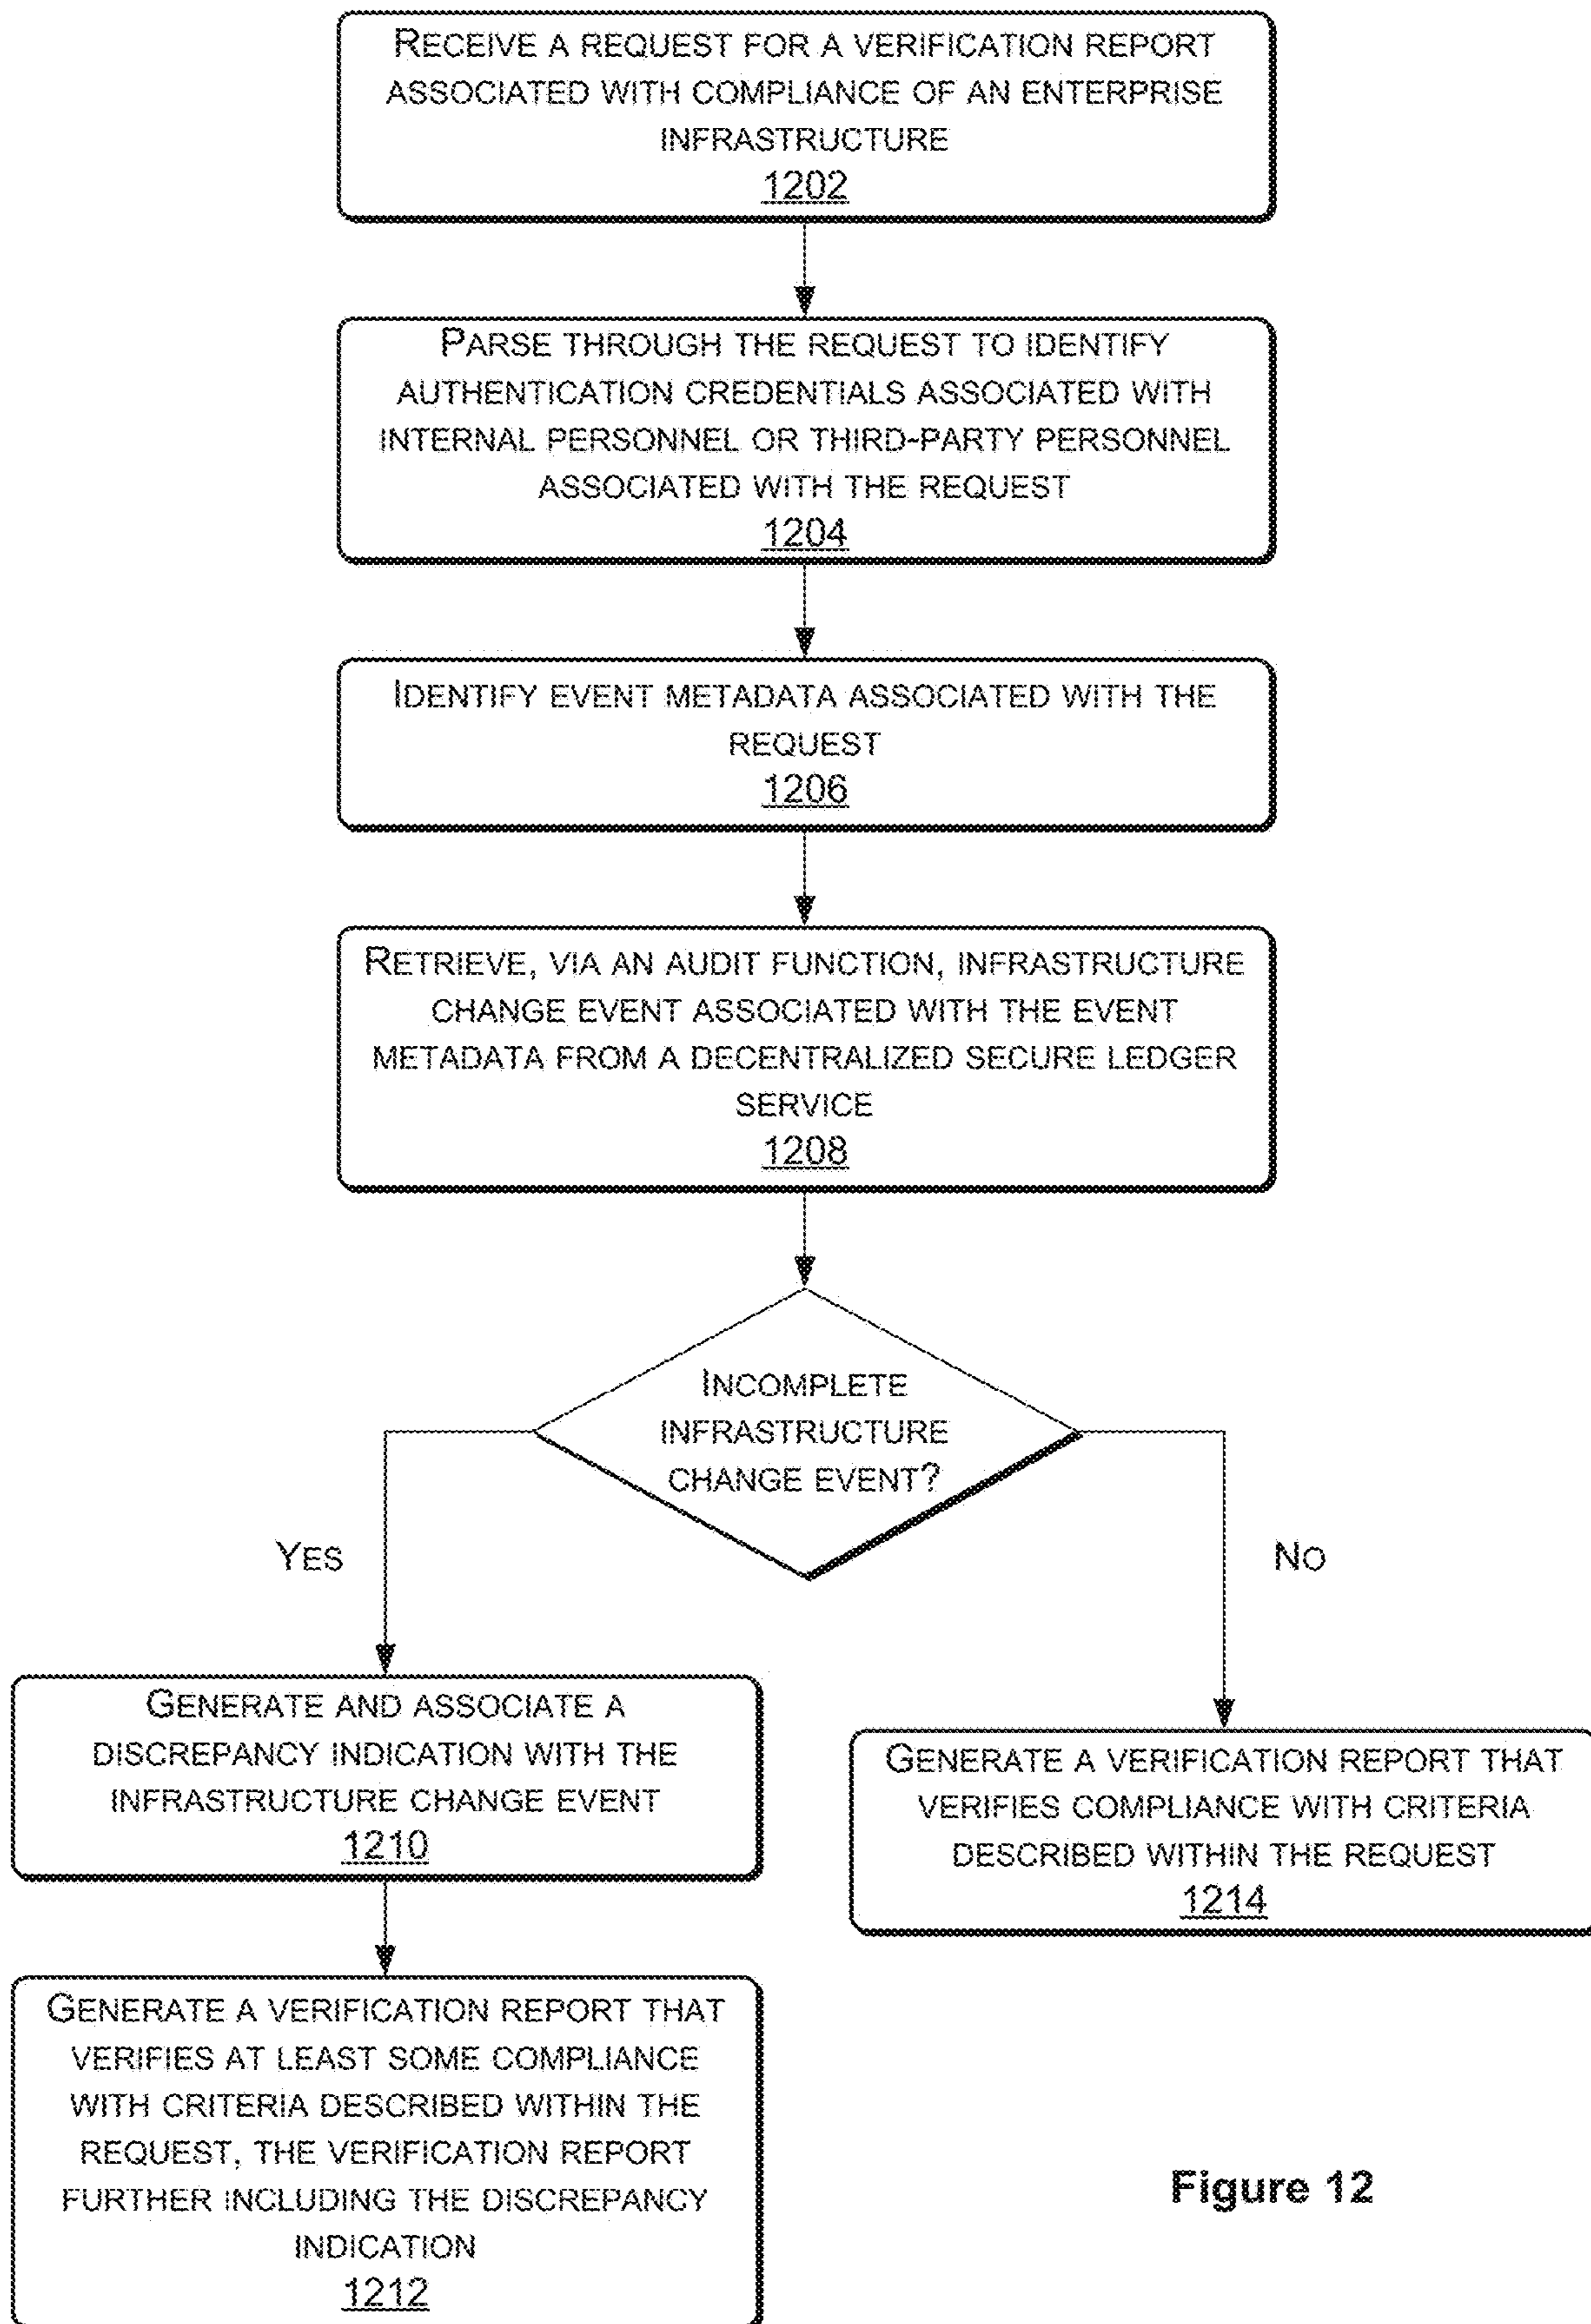 RECEIVE A REQUEST FOR A VERIFICATION REPORT
ASSOCIATED WITH COMPLIANCE OF AN ENTERPRISE
INFRASTRUCTURE
1202
PARSE THROUGH THE REQUEST TO IDENTIFY
AUTHENTICATION CREDENTIALS ASSOCIATED WITH
INTERNAL PERSONNEL OR THIRD-PARTY PERSONNEL
ASSOCIATED WITH THE REQUEST
1204
IDENTIFY EVENT METADATA ASSOCIATED WITH THE
REQUEST
1206
RETRIEVE, VIA AN AUDIT FUNCTION, INFRASTRUCTURE
CHANGE EVENT ASSOCIATED WITH THE EVENT
METADATA FROM A DECENTRALIZED SECURE LEDGER
SERVICE
1208
INCOMPLETE
INFRASTRUCTURE
CHANGE EVENT?
YES
NO
GENERATE AND ASSOCIATE A
DISCREPANCY INDICATION WITH THE
INFRASTRUCTURE CHANGE EVENT
1210
GENERATE A VERIFICATION REPORT THAT
VERIFIES COMPLIANCE WITH CRITERIA
DESCRIBED WITHIN THE REQUEST
1214
GENERATE A VERIFICATION REPORT THAT
VERIFIES AT LEAST SOME COMPLIANCE
WITH CRITERIA DESCRIBED WITHIN THE
REQUEST, THE VERIFICATION REPORT
FURTHER INCLUDING THE DISCREPANCY
INDICATION
1212
Figure 12